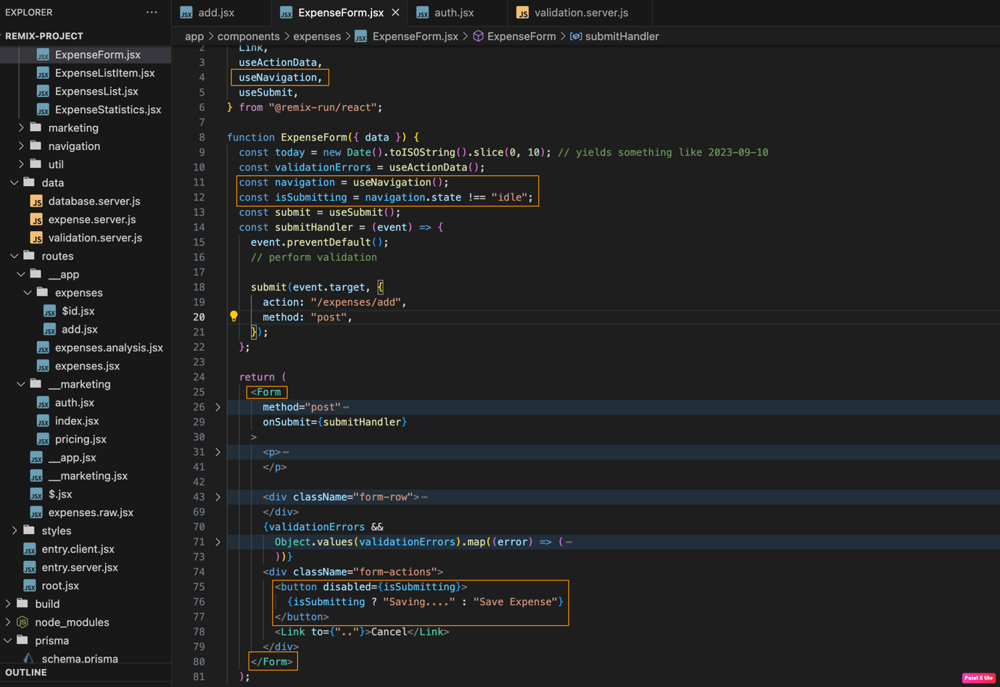 EXPLORER
REMIX-PROJECT
ExpenseForm.jsx
ExpenseListItem.jsx
ExpensesList.jsx
ExpenseStatistics.jsx
marketing
navigation
util
data
database.server.js
expense.server.js
validation.server.js
routes
__app
expenses
$id.jsx
add.jsx
expenses.analysis.jsx
expenses.jsx
__marketing
auth.jsx
index.jsx
pricing.jsx
__app.jsx
__marketing.jsx
$.jsx
expenses.raw.jsx
styles
entry.client.jsx
entry.server.jsx
root.jsx
build
node_modules
prisma
schema.prisma
OUTLINE
add.jsx
ExpenseForm.jsx
auth.jsx
validation.server.js
app > components > expenses > ExpenseForm.jsx > ExpenseForm > submitHandler
2 Link,
3 useActionData,
4 useNavigation,
5 useSubmit,
6 } from "@remix-run/react";
7
8 function ExpenseForm({ data }) {
9 const today = new Date().toISOString().slice(0, 10); // yields something like 2023-09-10
10 const validationErrors = useActionData();
11 const navigation = useNavigation();
12 const isSubmitting = navigation.state !== "idle";
13 const submit = useSubmit();
14 const submitHandler = (event) => {
15 event.preventDefault();
16 // perform validation
17
18 submit(event.target, {
19 action: "/expenses/add",
20 method: "post",
21 });
22 };
23
24 return (
25 <Form
26 method="post"⋯
29 onSubmit={submitHandler}
30 >
31 <p>⋯
41 </p>
42
43 <div className="form-row">⋯
69 </div>
70 {validationErrors &&
71 Object.values(validationErrors).map((error) => (⋯
73 ))}
74 <div className="form-actions">
75 <button disabled={isSubmitting}>
76 {isSubmitting ? "Saving...." : "Save Expense"}
77 </button>
78 <Link to={".."}>Cancel</Link>
79 </div>
80 </Form>
81 );
Paint X Lite